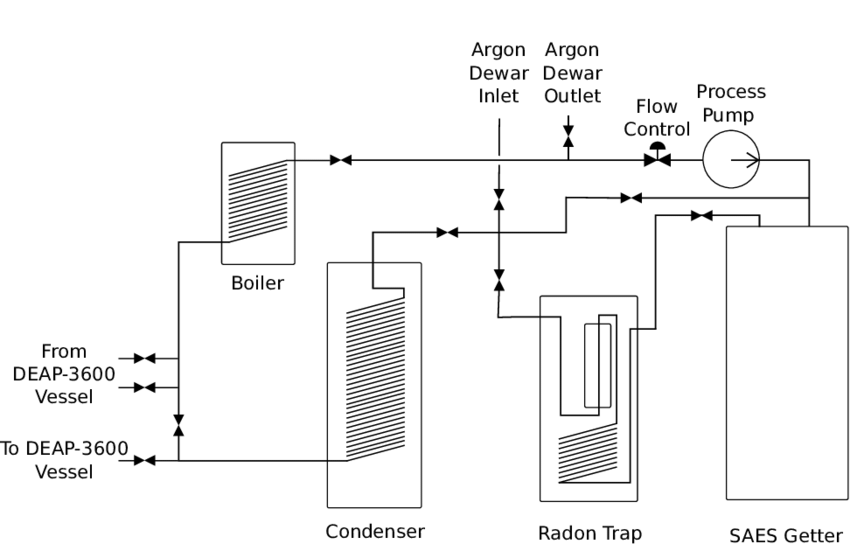 Argon
Dewar
Inlet
Argon
Dewar
Outlet
Flow
Control
Process
Pump
Boiler
From
DEAP-3600
Vessel
To DEAP-3600
Vessel
Condenser
Radon Trap
SAES Getter